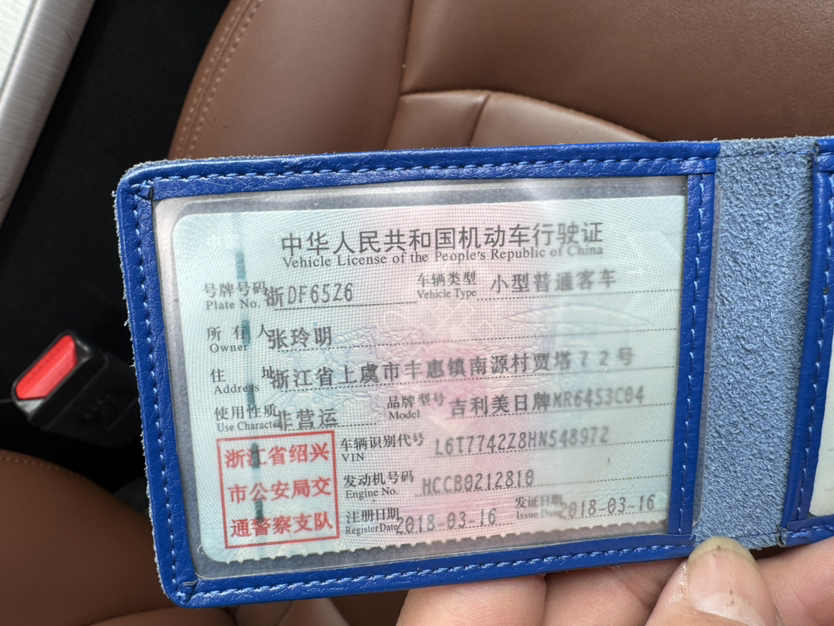 中华人民共和国机动车行驶证
Vehicle License of the People's Republic of China
号牌号码 浙DF65Z6 车辆类型 小型普通客车
Plate No. Vehicle Type
所有人 张玲明
Owner
住址 浙江省上虞市丰惠镇南源村贾塔72号
Address
使用性质 非营运 品牌型号 吉利美日牌MR6453C04
Use Character Model
浙江省绍兴
市公安局交
通警察支队
车辆识别代号 L6T7742Z8HN548972
VIN
发动机号码 HCCB0212810
Engine No.
注册日期 2018-03-16 发证日期 2018-03-16
Register Date Issue Date